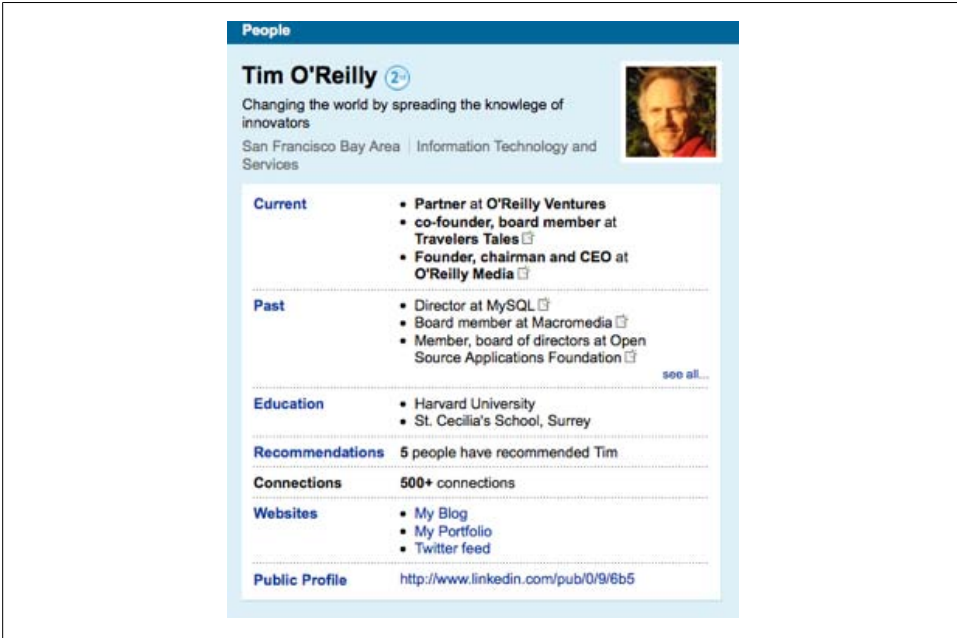 People
Tim O'Reilly 2nd
Changing the world by spreading the knowlege of
innovators
San Francisco Bay Area | Information Technology and
Services
Current
• Partner at O'Reilly Ventures
• co-founder, board member at
Travelers Tales
• Founder, chairman and CEO at
O'Reilly Media
Past
• Director at MySQL
• Board member at Macromedia
• Member, board of directors at Open
Source Applications Foundation
see all...
Education
• Harvard University
• St. Cecilia's School, Surrey
Recommendations 5 people have recommended Tim
Connections 500+ connections
Websites
• My Blog
• My Portfolio
• Twitter feed
Public Profile http://www.linkedin.com/pub/0/9/6b5